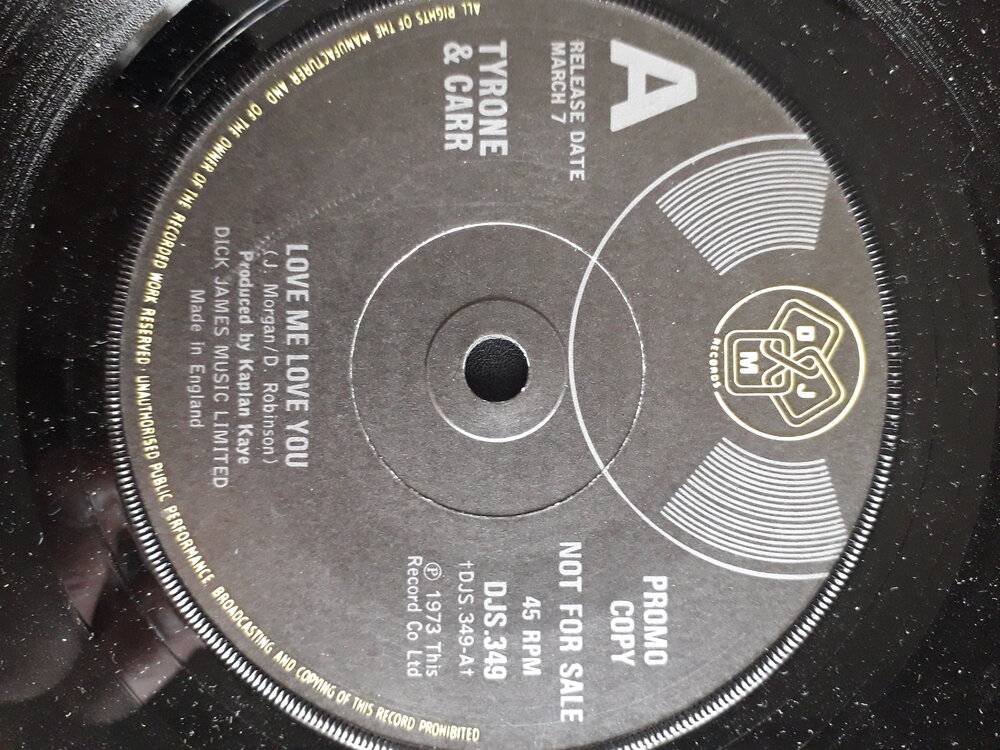 A
RELEASE DATE
MARCH 7
TYRONE
& CARR
D J
M
RECORDS
PROMO
COPY
NOT FOR SALE
45 RPM
DJS.349
†DJS.349-A†
℗ 1973 This
Record Co Ltd
LOVE ME LOVE YOU
(J. Morgan/D. Robinson)
Produced by Kaplan Kaye
DICK JAMES MUSIC LIMITED
Made in England
ALL RIGHTS OF THE MANUFACTURER AND OF THE OWNER OF THE RECORDED WORK RESERVED · UNAUTHORISED PUBLIC PERFORMANCE BROADCASTING AND COPYING OF THIS RECORD PROHIBITED